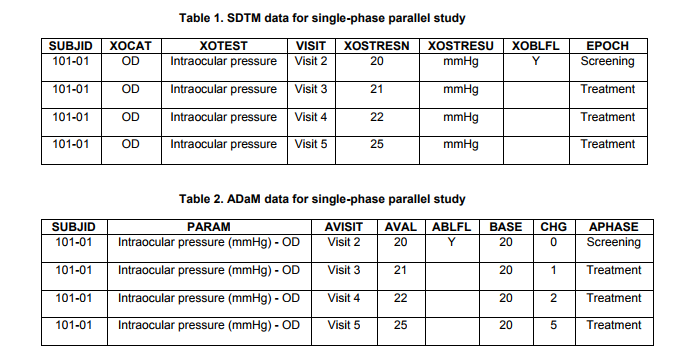 Table 1. SDTM data for single-phase parallel study
SUBJID XOCAT XOTEST VISIT XOSTRESN XOSTRESU XOBLFL EPOCH
101-01 OD Intraocular pressure Visit 2 20 mmHg Y Screening
101-01 OD Intraocular pressure Visit 3 21 mmHg Treatment
101-01 OD Intraocular pressure Visit 4 22 mmHg Treatment
101-01 OD Intraocular pressure Visit 5 25 mmHg Treatment
Table 2. ADaM data for single-phase parallel study
SUBJID PARAM AVISIT AVAL ABLFL BASE CHG APHASE
101-01 Intraocular pressure (mmHg) - OD Visit 2 20 Y 20 0 Screening
101-01 Intraocular pressure (mmHg) - OD Visit 3 21 20 1 Treatment
101-01 Intraocular pressure (mmHg) - OD Visit 4 22 20 2 Treatment
101-01 Intraocular pressure (mmHg) - OD Visit 5 25 20 5 Treatment